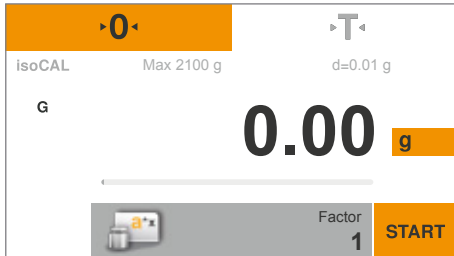 0 T
isoCAL Max 2100 g d=0.01 g
G
0.00 g
a+x Factor
1 START